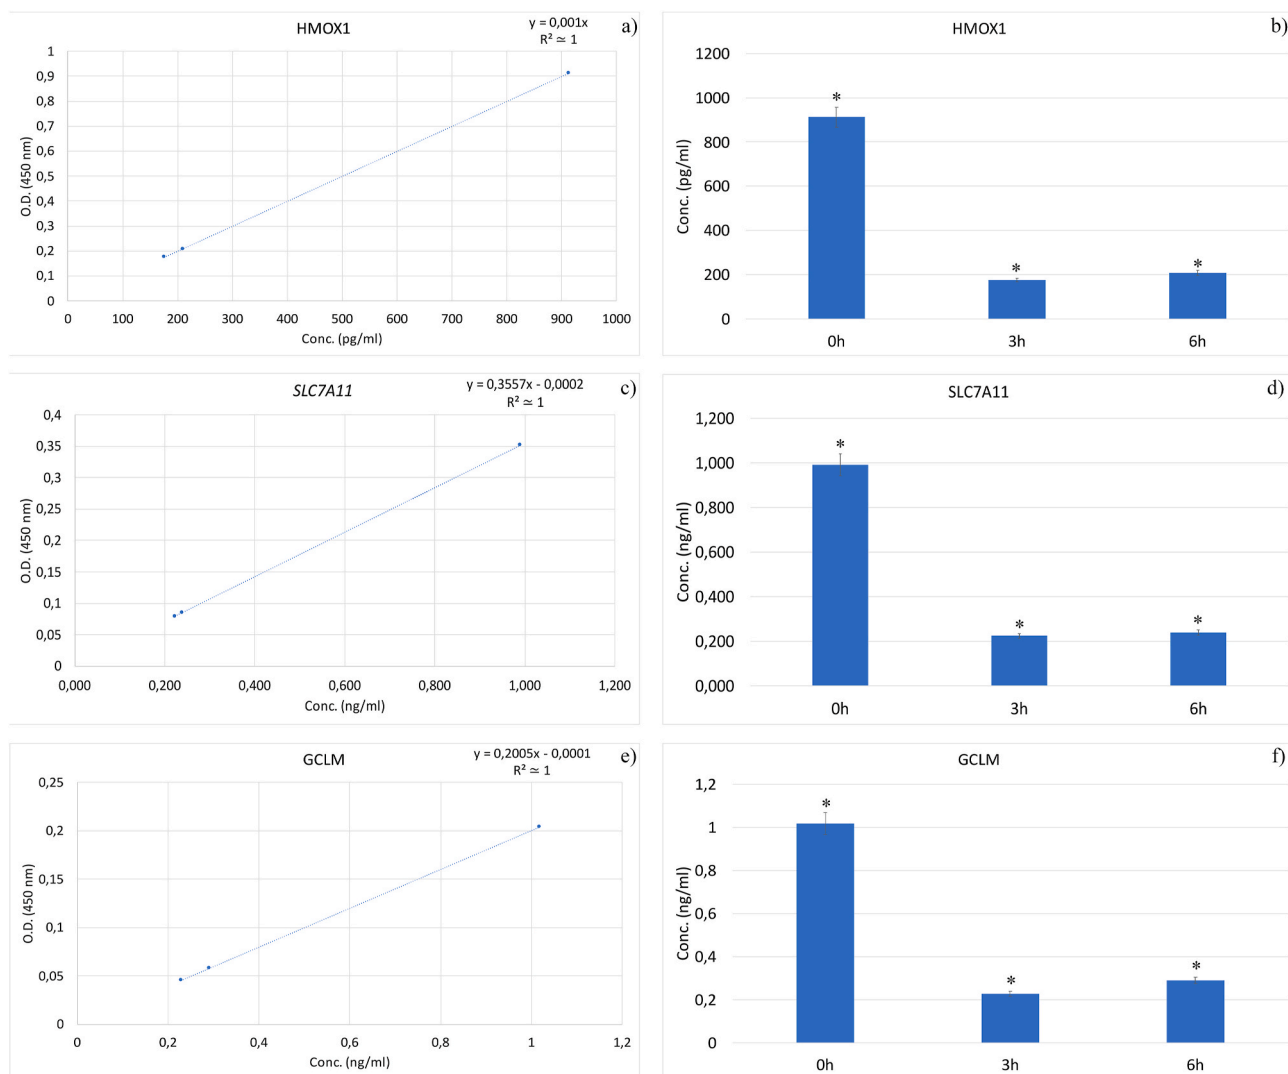 HMOX1
y = 0,001x
R² ≃ 1
a)
1
0,9
0,8
0,7
0,6
0,5
0,4
0,3
0,2
0,1
0
O.D. (450 nm)
0 100 200 300 400 500 600 700 800 900 1000
Conc. (pg/ml)
HMOX1
b)
1200
1000
800
600
400
200
0
Conc. (pg/ml)
*
*
*
0h 3h 6h
SLC7A11
y = 0,3557x - 0,0002
R² ≃ 1
c)
0,4
0,35
0,3
0,25
0,2
0,15
0,1
0,05
0
O.D. (450 nm)
0,000 0,200 0,400 0,600 0,800 1,000 1,200
Conc. (ng/ml)
SLC7A11
d)
1,200
1,000
0,800
0,600
0,400
0,200
0,000
Conc. (ng/ml)
*
*
*
0h 3h 6h
GCLM
y = 0,2005x - 0,0001
R² ≃ 1
e)
0,25
0,2
0,15
0,1
0,05
0
O.D. (450 nm)
0 0,2 0,4 0,6 0,8 1 1,2
Conc. (ng/ml)
GCLM
f)
1,2
1
0,8
0,6
0,4
0,2
0
Conc. (ng/ml)
*
*
*
0h 3h 6h